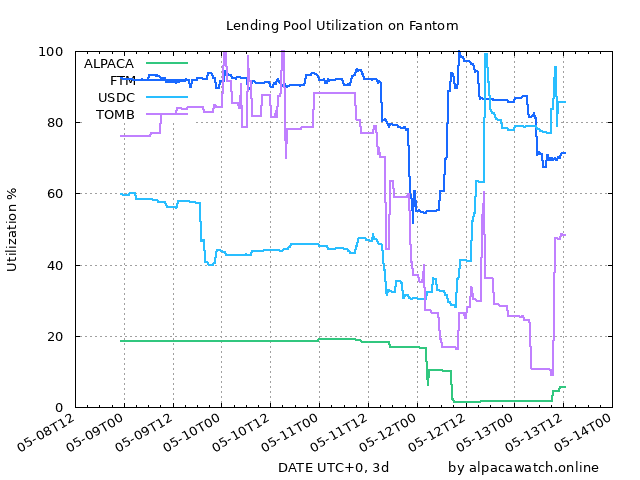 Lending Pool Utilization on Fantom
Utilization %
100
80
60
40
20
0
ALPACA
FTM
USDC
TOMB
05-08T12
05-09T00
05-09T12
05-10T00
05-10T12
05-11T00
05-11T12
05-12T00
05-12T12
05-13T00
05-13T12
05-14T00
DATE UTC+0, 3d
by alpacawatch.online